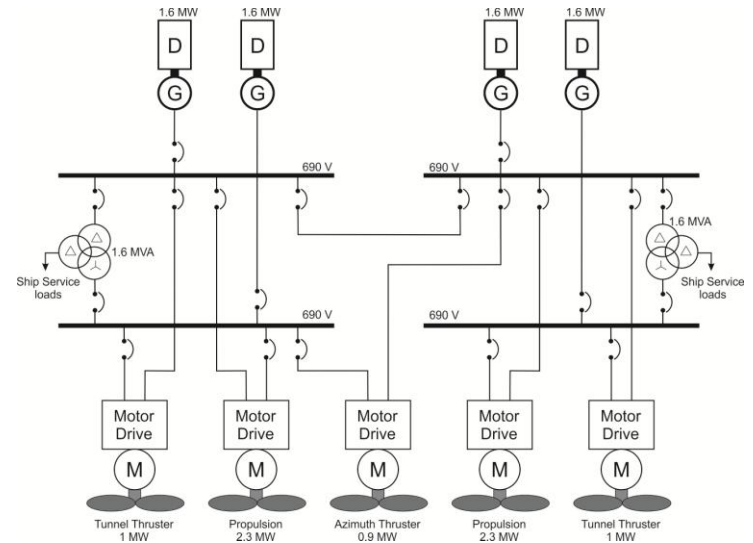 1.6 MW
1.6 MW
1.6 MW
1.6 MW
D
D
D
D
G
G
G
G
690 V
690 V
1.6 MVA
1.6 MVA
Ship Service
loads
Ship Service
loads
690 V
690 V
Motor
Drive
Motor
Drive
Motor
Drive
Motor
Drive
Motor
Drive
M
M
M
M
M
Tunnel Thruster
1 MW
Propulsion
2.3 MW
Azimuth Thruster
0.9 MW
Propulsion
2.3 MW
Tunnel Thruster
1 MW